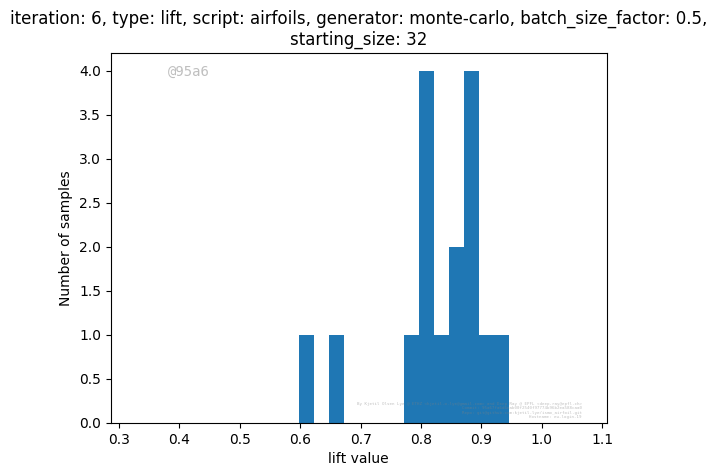 iteration: 6, type: lift, script: airfoils, generator: monte-carlo, batch_size_factor: 0.5,
starting_size: 32
@95a6
4.0
3.5
3.0
2.5
2.0
1.5
1.0
0.5
0.0
Number of samples
0.3 0.4 0.5 0.6 0.7 0.8 0.9 1.0 1.1
lift value